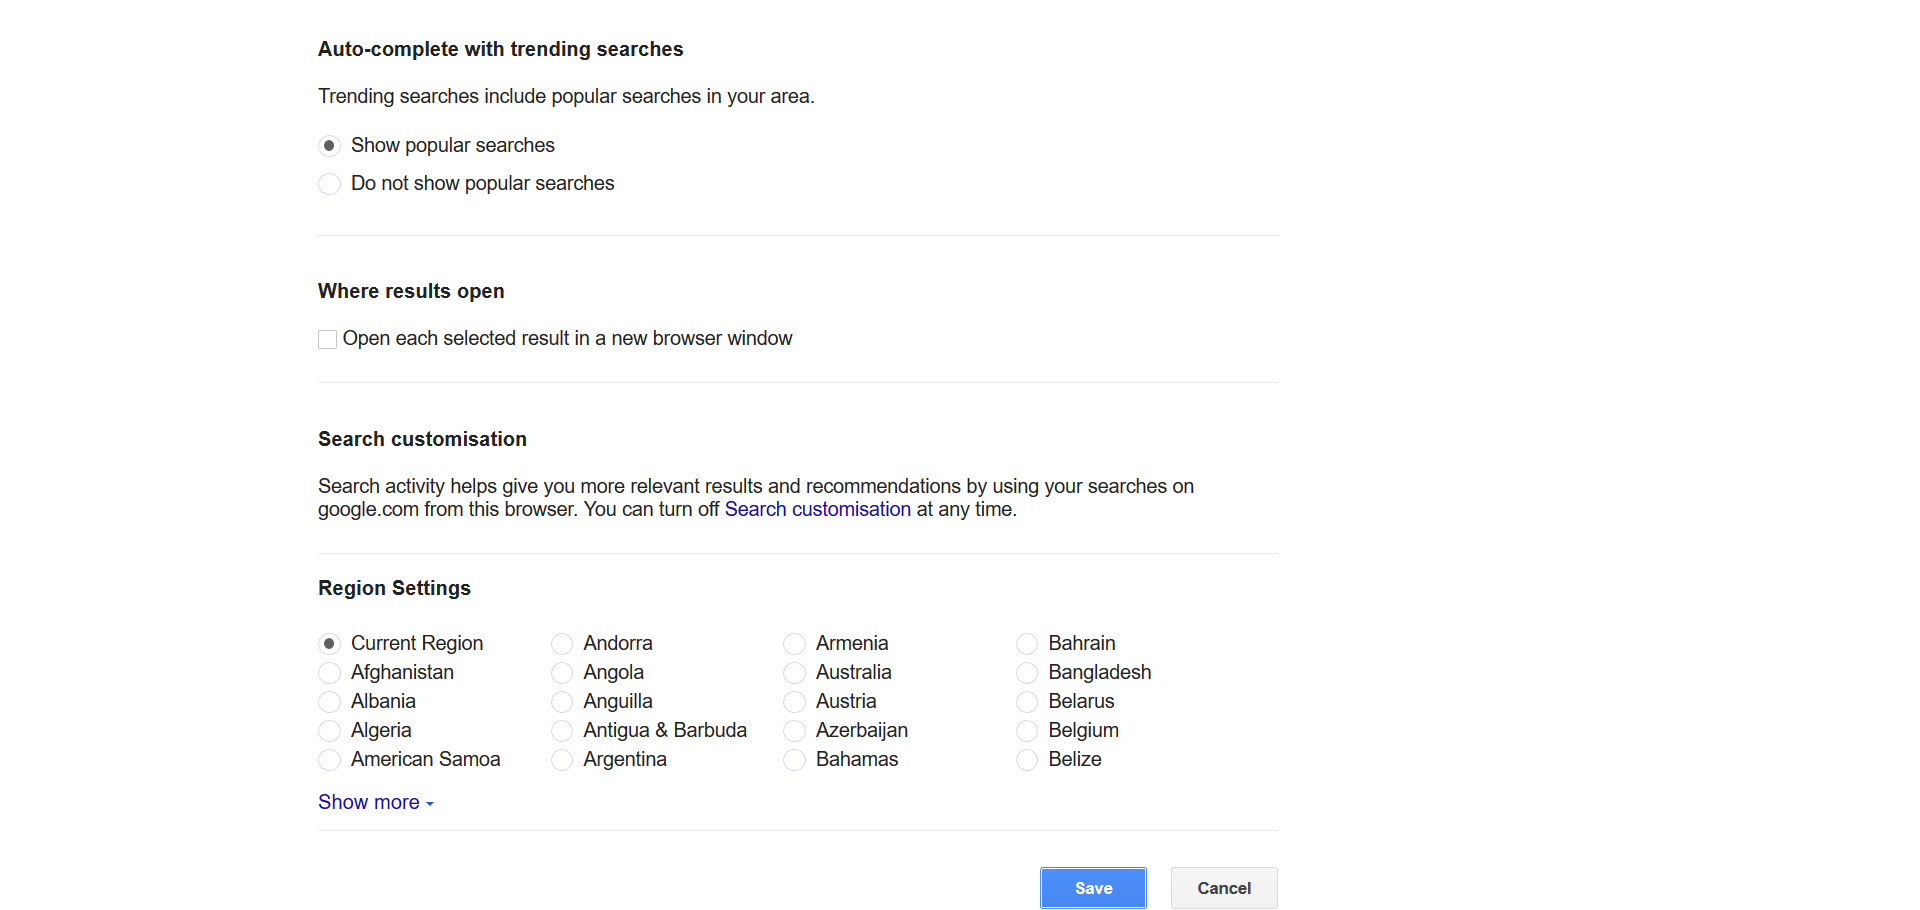 Auto-complete with trending searches
Trending searches include popular searches in your area.
Show popular searches
Do not show popular searches
Where results open
Open each selected result in a new browser window
Search customisation
Search activity helps give you more relevant results and recommendations by using your searches on
google.com from this browser. You can turn off Search customisation at any time.
Region Settings
Current Region Andorra Armenia Bahrain
Afghanistan Angola Australia Bangladesh
Albania Anguilla Austria Belarus
Algeria Antigua & Barbuda Azerbaijan Belgium
American Samoa Argentina Bahamas Belize
Show more
Save Cancel